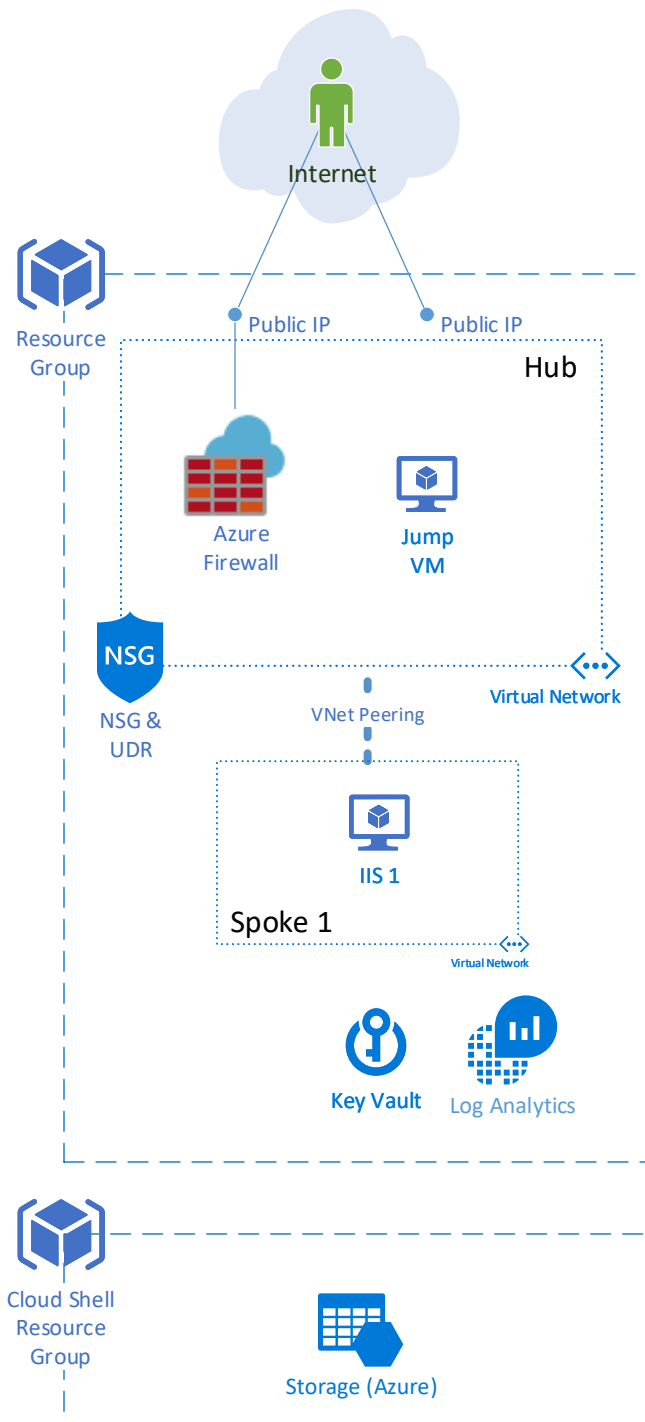 Internet
Resource
Group
Public IP
Public IP
Hub
Azure
Firewall
Jump
VM
NSG
NSG &
UDR
Virtual Network
VNet Peering
IIS 1
Spoke 1
Virtual Network
Key Vault
Log Analytics
Cloud Shell
Resource
Group
Storage (Azure)